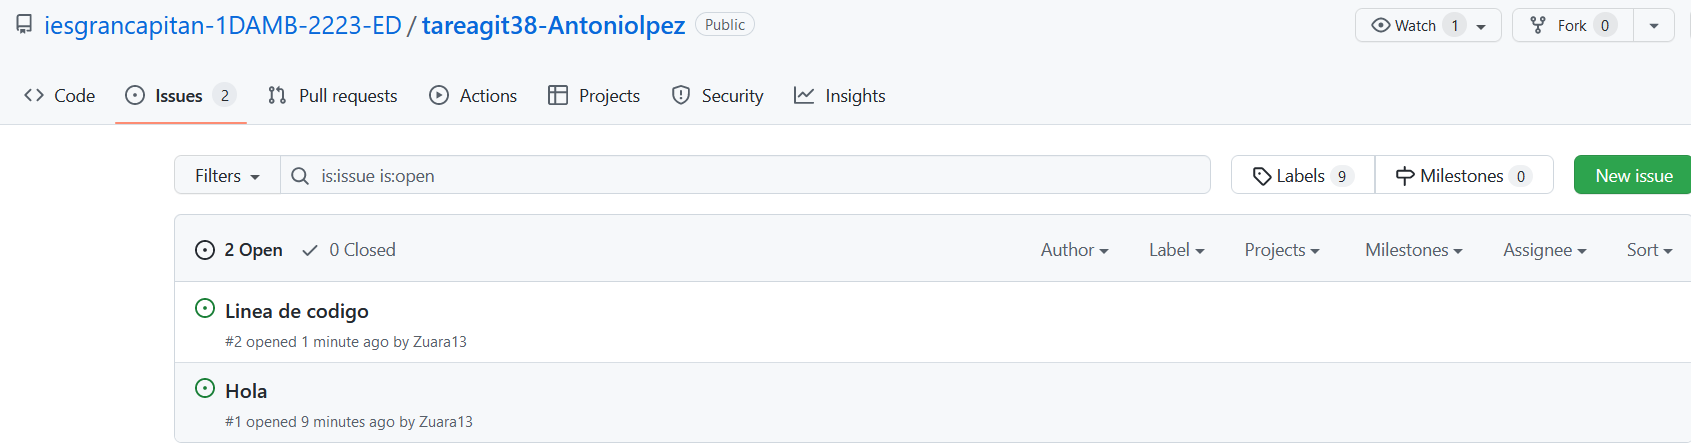 iesgrancapitan-1DAMB-2223-ED / tareagit38-Antoniolpez Public Watch 1 Fork 0
Code Issues 2 Pull requests Actions Projects Security Insights
Filters is:issue is:open Labels 9 Milestones 0 New issue
2 Open 0 Closed Author Label Projects Milestones Assignee Sort
Linea de codigo
#2 opened 1 minute ago by Zuara13
Hola
#1 opened 9 minutes ago by Zuara13